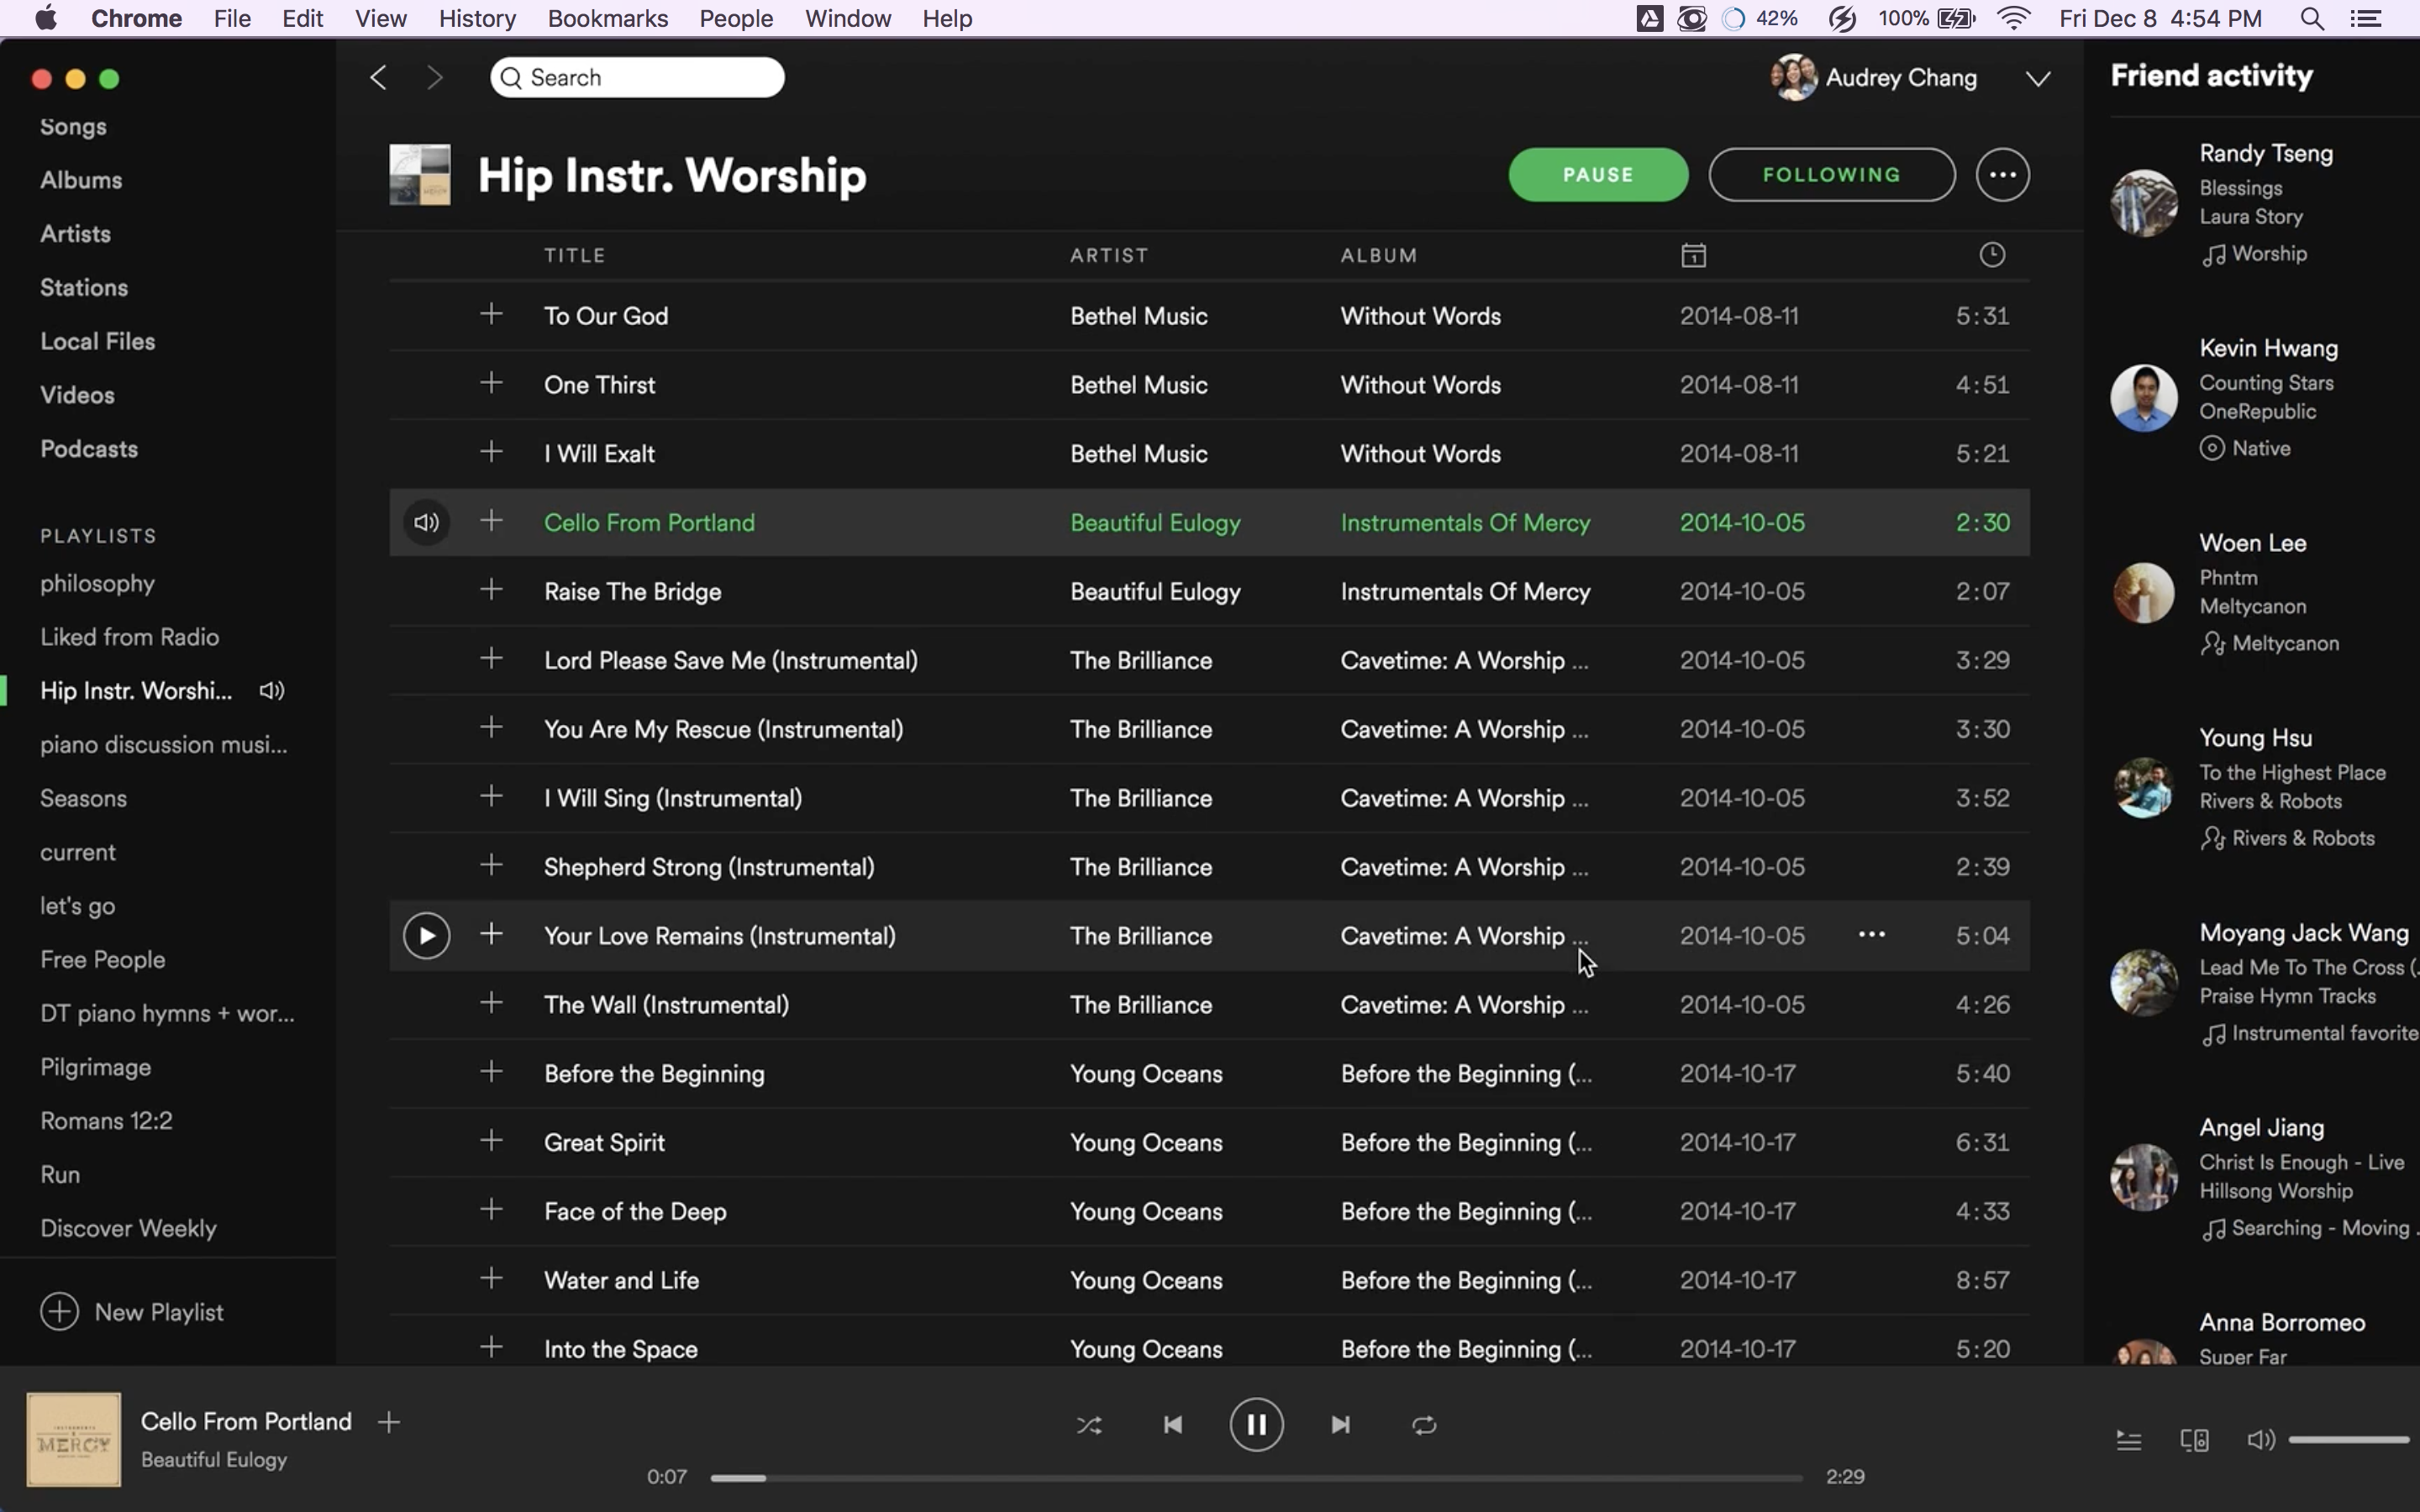 Chrome File Edit View History Bookmarks People Window Help 42% 100% Fri Dec 8 4:54 PM
Songs
Albums
Artists
Stations
Local Files
Videos
Podcasts
PLAYLISTS
philosophy
Liked from Radio
Hip Instr. Worshi...
piano discussion musi...
Seasons
current
let's go
Free People
DT piano hymns + wor...
Pilgrimage
Romans 12:2
Run
Discover Weekly
New Playlist
Search
Audrey Chang
Hip Instr. Worship
PAUSE FOLLOWING
TITLE ARTIST ALBUM
To Our God Bethel Music Without Words 2014-08-11 5:31
One Thirst Bethel Music Without Words 2014-08-11 4:51
I Will Exalt Bethel Music Without Words 2014-08-11 5:21
Cello From Portland Beautiful Eulogy Instrumentals Of Mercy 2014-10-05 2:30
Raise The Bridge Beautiful Eulogy Instrumentals Of Mercy 2014-10-05 2:07
Lord Please Save Me (Instrumental) The Brilliance Cavetime: A Worship ... 2014-10-05 3:29
You Are My Rescue (Instrumental) The Brilliance Cavetime: A Worship ... 2014-10-05 3:30
I Will Sing (Instrumental) The Brilliance Cavetime: A Worship ... 2014-10-05 3:52
Shepherd Strong (Instrumental) The Brilliance Cavetime: A Worship ... 2014-10-05 2:39
Your Love Remains (Instrumental) The Brilliance Cavetime: A Worship ... 2014-10-05 5:04
The Wall (Instrumental) The Brilliance Cavetime: A Worship ... 2014-10-05 4:26
Before the Beginning Young Oceans Before the Beginning (... 2014-10-17 5:40
Great Spirit Young Oceans Before the Beginning (... 2014-10-17 6:31
Face of the Deep Young Oceans Before the Beginning (... 2014-10-17 4:33
Water and Life Young Oceans Before the Beginning (... 2014-10-17 8:57
Into the Space Young Oceans Before the Beginning (... 2014-10-17 5:20
Friend activity
Randy Tseng
Blessings
Laura Story
Worship
Kevin Hwang
Counting Stars
OneRepublic
Native
Woen Lee
Phntm
Meltycanon
Meltycanon
Young Hsu
To the Highest Place
Rivers & Robots
Rivers & Robots
Moyang Jack Wang
Lead Me To The Cross (.
Praise Hymn Tracks
Instrumental favorite
Angel Jiang
Christ Is Enough - Live
Hillsong Worship
Searching - Moving .
Anna Borromeo
Super Far
MERCY
Cello From Portland
Beautiful Eulogy
0:07 2:29